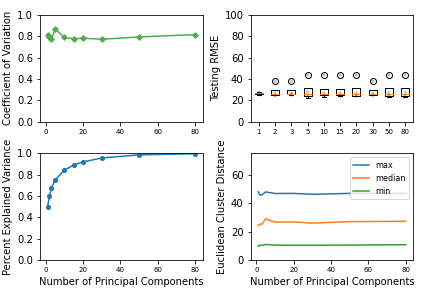 Coefficient of Variation
1.0
0.8
0.6
0.4
0.2
0.0
0 20 40 60 80
Testing RMSE
100
80
60
40
20
0
1 2 3 5 10 15 20 30 50 80
Percent Explained Variance
1.0
0.8
0.6
0.4
0.2
0.0
0 20 40 60 80
Number of Principal Components
Euclidean Cluster Distance
60
40
20
0
max
median
min
0 20 40 60 80
Number of Principal Components